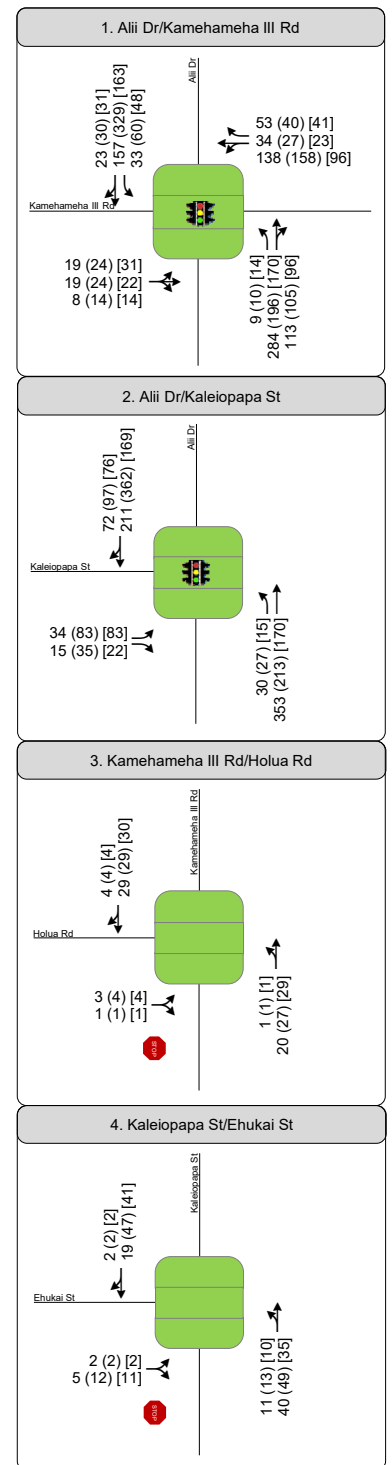 1. Alii Dr/Kamehameha III Rd
Alii Dr
23 (30) [31]
157 (329) [163]
33 (60) [48]
53 (40) [41]
34 (27) [23]
138 (158) [96]
Kamehameha III Rd
19 (24) [31]
19 (24) [22]
8 (14) [14]
9 (10) [14]
284 (196) [170]
113 (105) [96]
2. Alii Dr/Kaleiopapa St
Alii Dr
72 (97) [76]
211 (362) [169]
Kaleiopapa St
34 (83) [83]
15 (35) [22]
30 (27) [15]
353 (213) [170]
3. Kamehameha III Rd/Holua Rd
Kamehameha III Rd
4 (4) [4]
29 (29) [30]
Holua Rd
3 (4) [4]
1 (1) [1]
STOP
1 (1) [1]
20 (27) [29]
4. Kaleiopapa St/Ehukai St
Kaleiopapa St
2 (2) [2]
19 (47) [41]
Ehukai St
2 (2) [2]
5 (12) [11]
STOP
11 (13) [10]
40 (49) [35]